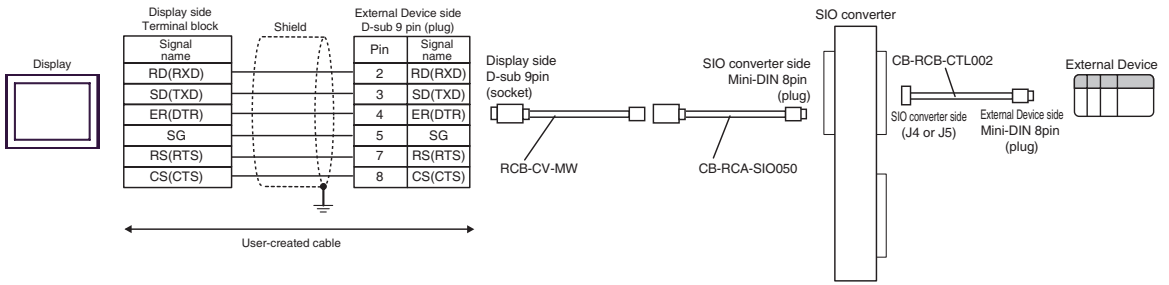 Display
Display side
Terminal block
Shield
External Device side
D-sub 9 pin (plug)
Signal
name
Pin
Signal
name
RD(RXD)
2
RD(RXD)
SD(TXD)
3
SD(TXD)
ER(DTR)
4
ER(DTR)
SG
5
SG
RS(RTS)
7
RS(RTS)
CS(CTS)
8
CS(CTS)
User-created cable
Display side
D-sub 9pin
(socket)
RCB-CV-MW
SIO converter side
Mini-DIN 8pin
(plug)
CB-RCA-SIO050
SIO converter
CB-RCB-CTL002
SIO converter side
(J4 or J5)
External Device side
Mini-DIN 8pin
(plug)
External Device